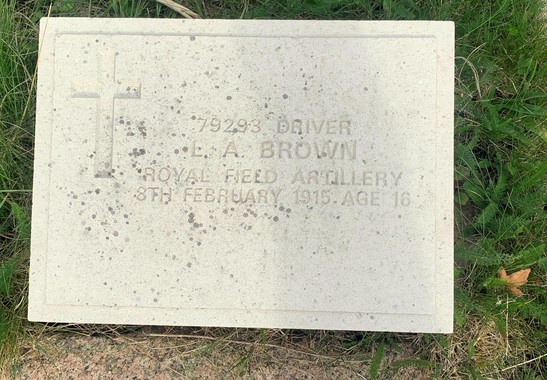 79293 DRIVER
L. A. BROWN
ROYAL FIELD ARTILLERY
8TH FEBRUARY 1915. AGE 16